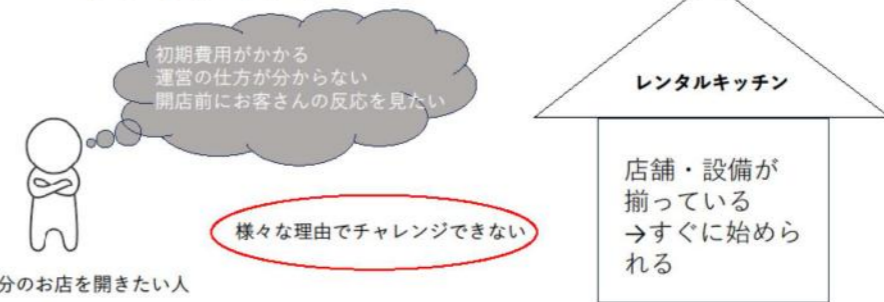 初期費用がかかる
運営の仕方が分からない
開店前にお客さんの反応を見たい
レンタルキッチン
店舗・設備が
揃っている
→すぐに始めら
れる
様々な理由でチャレンジできない
分のお店を開きたい人